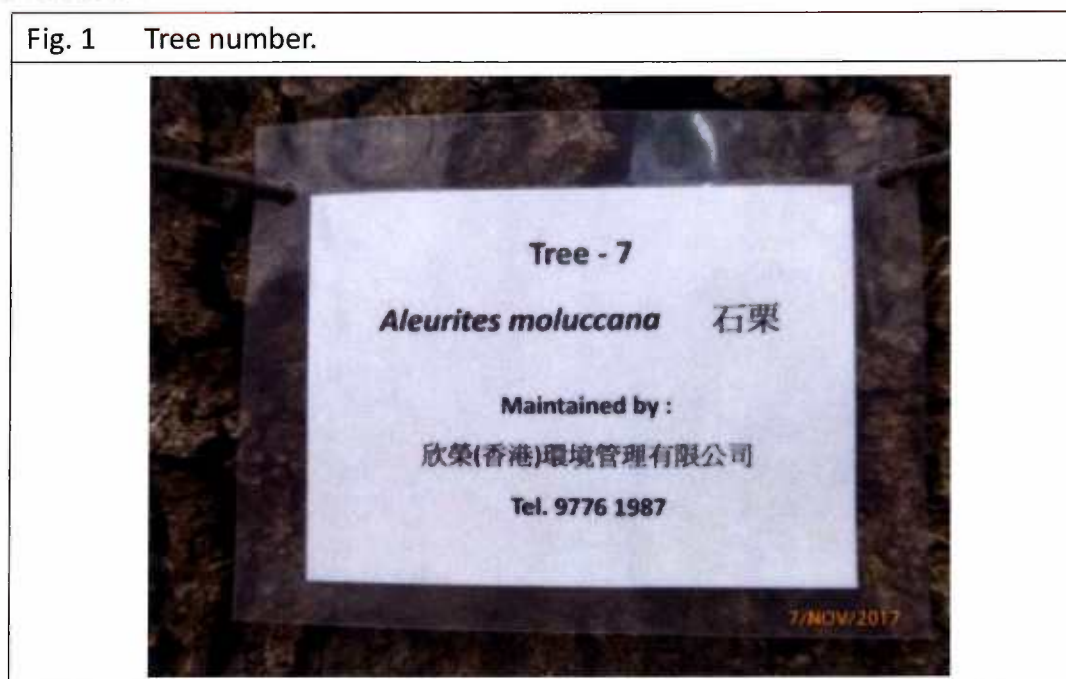 Fig. 1 Tree number.
Tree - 7
Aleurites moluccana 石栗
Maintained by :
欣榮(香港)環境管理有限公司
Tel. 9776 1987
7/NOV/2017